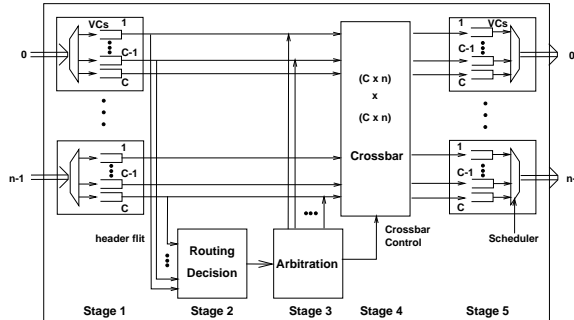 VCs
1
C-1
C
0
n-1
1
C-1
C
header flit
Routing
Decision
Arbitration
(C x n)
x
(C x n)
Crossbar
Crossbar
Control
VCs
1
C-1
C
0
1
C-1
C
n-
Scheduler
Stage 1
Stage 2
Stage 3
Stage 4
Stage 5